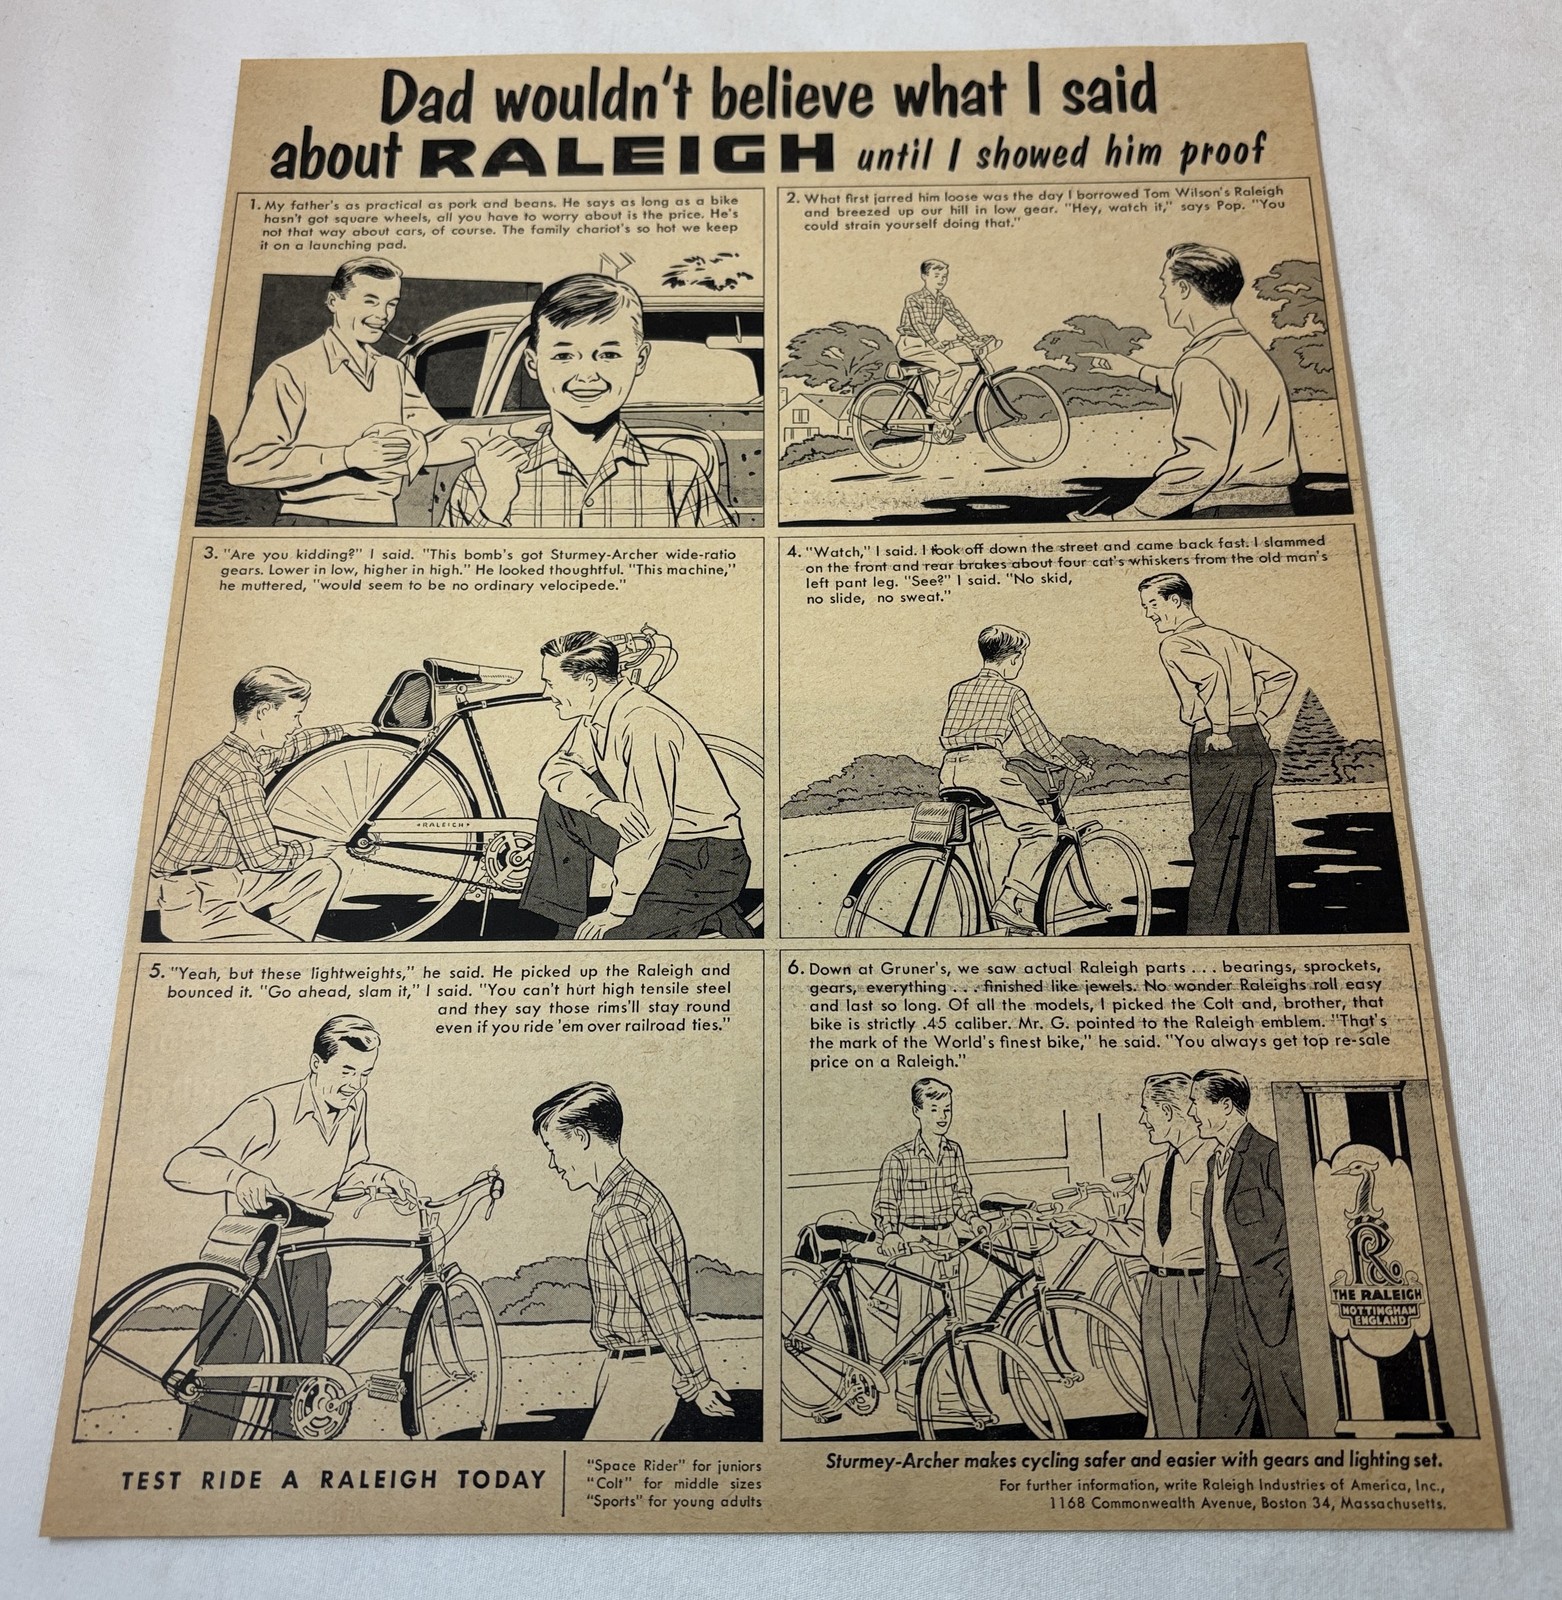 Dad wouldn't believe what I said
about RALEIGH until I showed him proof
1. My father's as practical as pork and beans. He says as long as a bike
hasn't got square wheels, all you have to worry about is the price. He's
not that way about cars, of course. The family chariot's so hot we keep
it on a launching pad.
2. What first jarred him loose was the day I borrowed Tom Wilson's Raleigh
and breezed up our hill in low gear. "Hey, watch it," says Pop. "You
could strain yourself doing that."
3. "Are you kidding?" I said. "This bomb's got Sturmey-Archer wide-ratio
gears. Lower in low, higher in high." He looked thoughtful. "This machine,"
he muttered, "would seem to be no ordinary velocipede."
RALEIGH
4. "Watch," I said. I took off down the street and came back fast. I slammed
on the front and rear brakes about four cat's whiskers from the old man's
left pant leg. "See?" I said. "No skid,
no slide, no sweat."
5. "Yeah, but these lightweights," he said. He picked up the Raleigh and
bounced it. "Go ahead, slam it," I said. "You can't hurt high tensile steel
and they say those rims'll stay round
even if you ride 'em over railroad ties."
6. Down at Gruner's, we saw actual Raleigh parts . . . bearings, sprockets,
gears, everything . . . finished like jewels. No wonder Raleighs roll easy
and last so long. Of all the models, I picked the Colt and, brother, that
bike is strictly .45 caliber. Mr. G. pointed to the Raleigh emblem. "That's
the mark of the World's finest bike," he said. "You always get top re-sale
price on a Raleigh."
R Co.
THE RALEIGH
NOTTINGHAM
ENGLAND
TEST RIDE A RALEIGH TODAY
"Space Rider" for juniors
"Colt" for middle sizes
"Sports" for young adults
Sturmey-Archer makes cycling safer and easier with gears and lighting set.
For further information, write Raleigh Industries of America, Inc.,
1168 Commonwealth Avenue, Boston 34, Massachusetts.